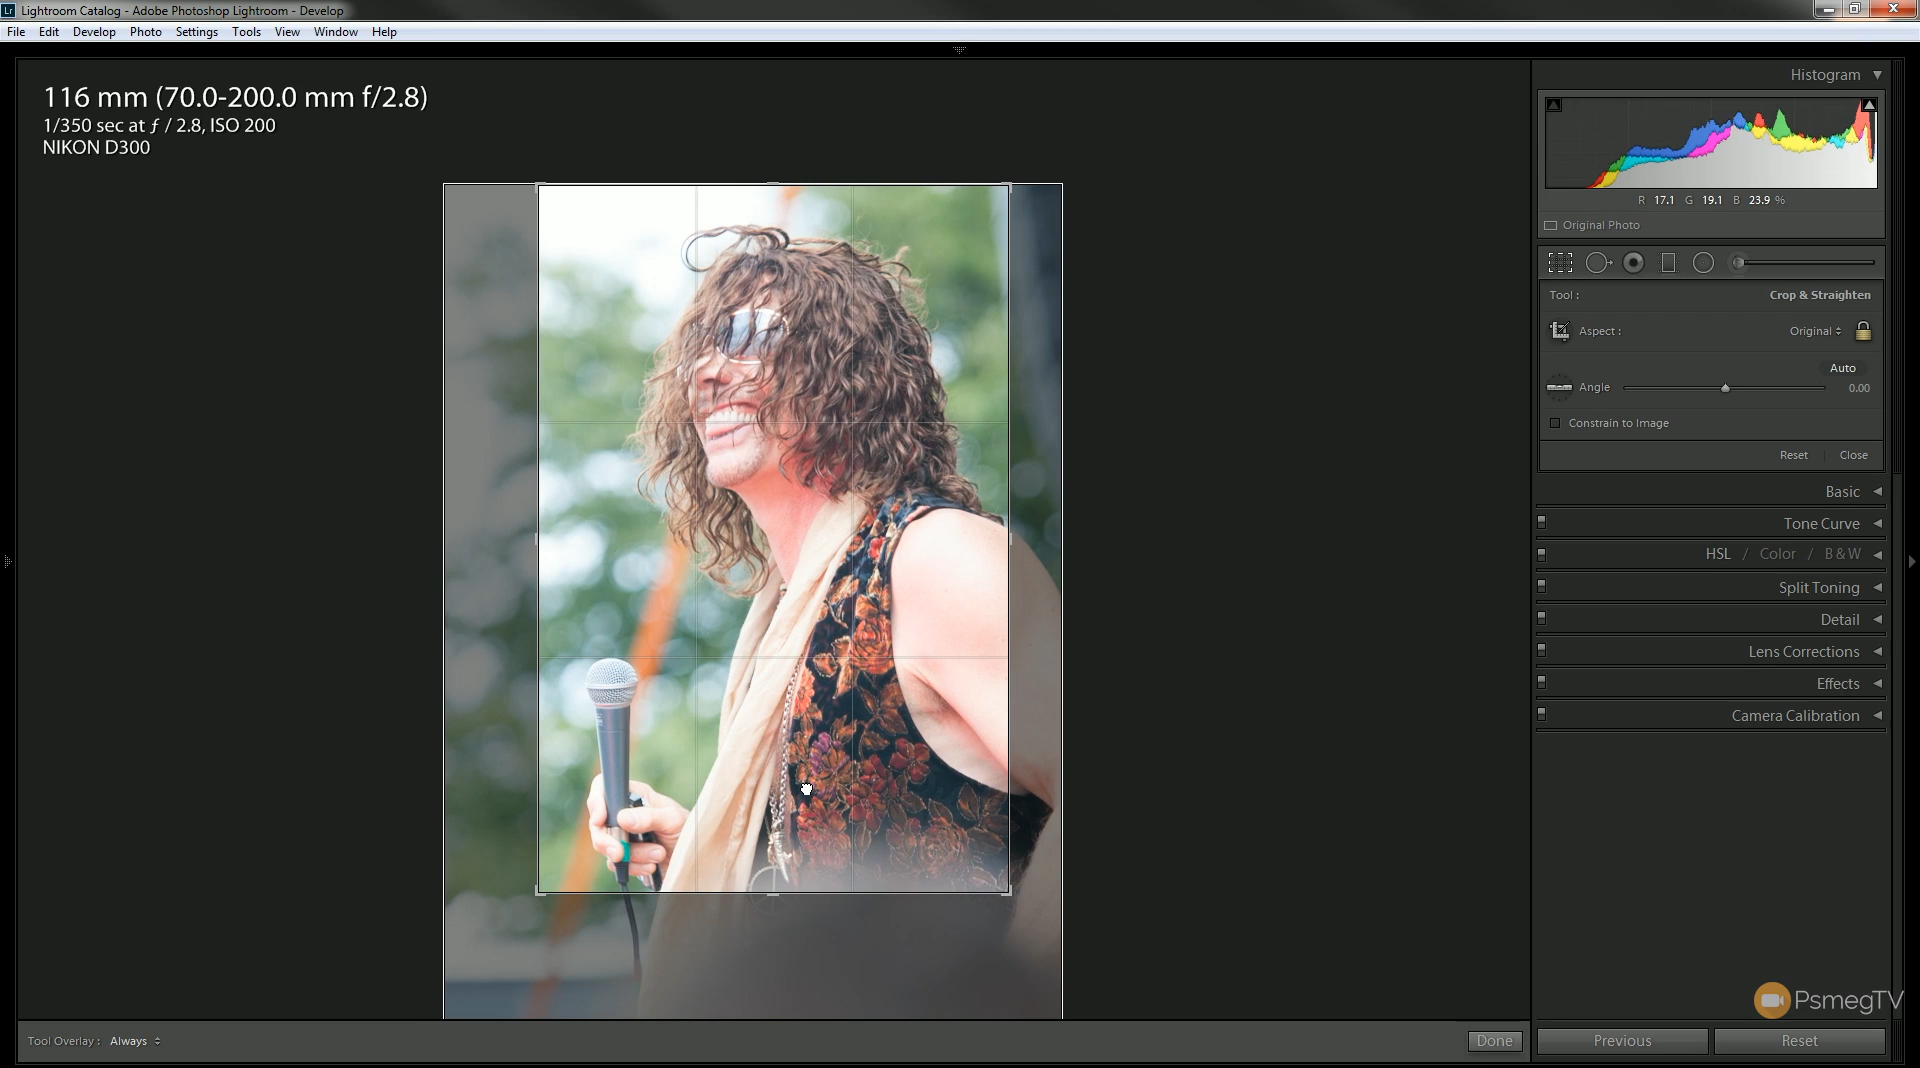 Lr Lightroom Catalog - Adobe Photoshop Lightroom - Develop
File Edit Develop Photo Settings Tools View Window Help
116 mm (70.0-200.0 mm f/2.8)
1/350 sec at ƒ / 2.8, ISO 200
NIKON D300
Histogram
R 17.1 G 19.1 B 23.9 %
Original Photo
Tool : Crop & Straighten
Aspect : Original
Auto
Angle 0.00
Constrain to Image
Reset Close
Basic
Tone Curve
HSL / Color / B & W
Split Toning
Detail
Lens Corrections
Effects
Camera Calibration
PsmegTV
Tool Overlay : Always Done Previous Reset